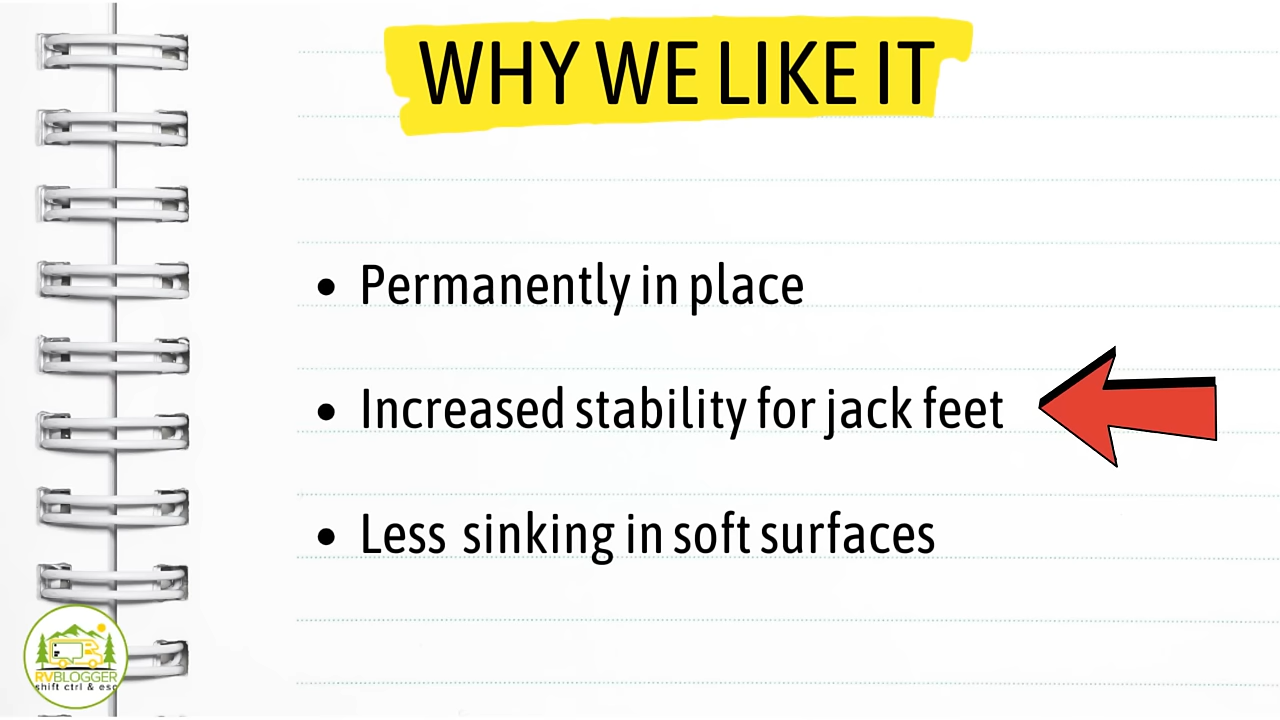 WHY WE LIKE IT
• Permanently in place
• Increased stability for jack feet
• Less sinking in soft surfaces
RVBLOGGER
shift ctrl & esc